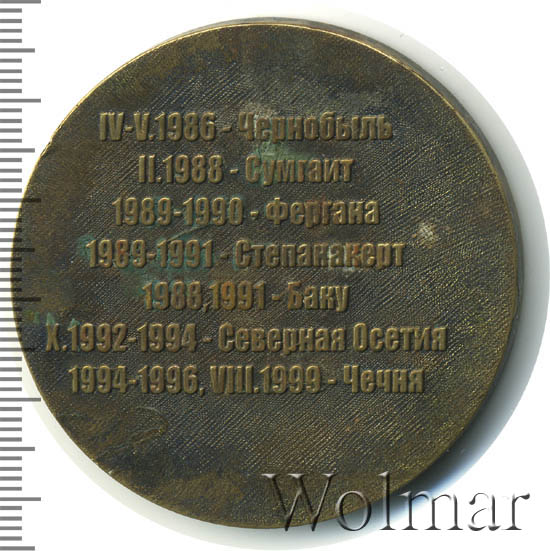 IV-V.1986 - Чернобыль
II.1988 - Сумгаит
1989-1990 - Фергана
1989-1991 - Степанакерт
1988,1991 - Баку
X.1992-1994 - Северная Осетия
1994-1996, VIII.1999 - Чечня
Wolmar